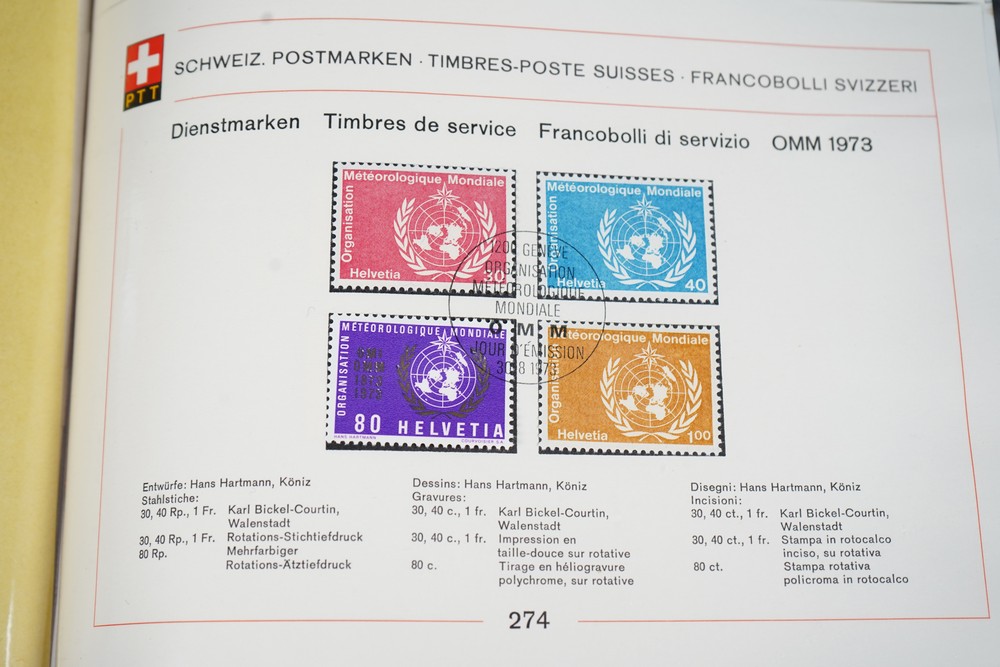 PTT
SCHWEIZ. POSTMARKEN · TIMBRES-POSTE SUISSES · FRANCOBOLLI SVIZZERI
Dienstmarken Timbres de service Francobolli di servizio OMM 1973
Organisation
Météorologique Mondiale
Helvetia 30
Organisation
Météorologique Mondiale
Helvetia 40
1200 GENÈVE
ORGANISATION
MÉTÉOROLOGIQUE
MONDIALE
O M M
JOUR D'ÉMISSION
30.8 1973
ORGANISATION
MÉTÉOROLOGIQUE MONDIALE
OMM
1873
1973
80 HELVETIA
HANS HARTMANN COURVOISIER S.A.
Organisation
Météorologique Mondiale
Helvetia 1.00
Entwürfe: Hans Hartmann, Köniz
Stahlstiche:
30, 40 Rp., 1 Fr. Karl Bickel-Courtin,
Walenstadt
30, 40 Rp., 1 Fr. Rotations-Stichtiefdruck
80 Rp. Mehrfarbiger
Rotations-Ätztiefdruck
Dessins: Hans Hartmann, Köniz
Gravures:
30, 40 c., 1 fr. Karl Bickel-Courtin,
Walenstadt
30, 40 c., 1 fr. Impression en
taille-douce sur rotative
80 c. Tirage en héliogravure
polychrome, sur rotative
Disegni: Hans Hartmann, Köniz
Incisioni:
30, 40 ct., 1 fr. Karl Bickel-Courtin,
Walenstadt
30, 40 ct., 1 fr. Stampa in rotocalco
inciso, su rotativa
80 ct. Stampa rotativa
policroma in rotocalco
274